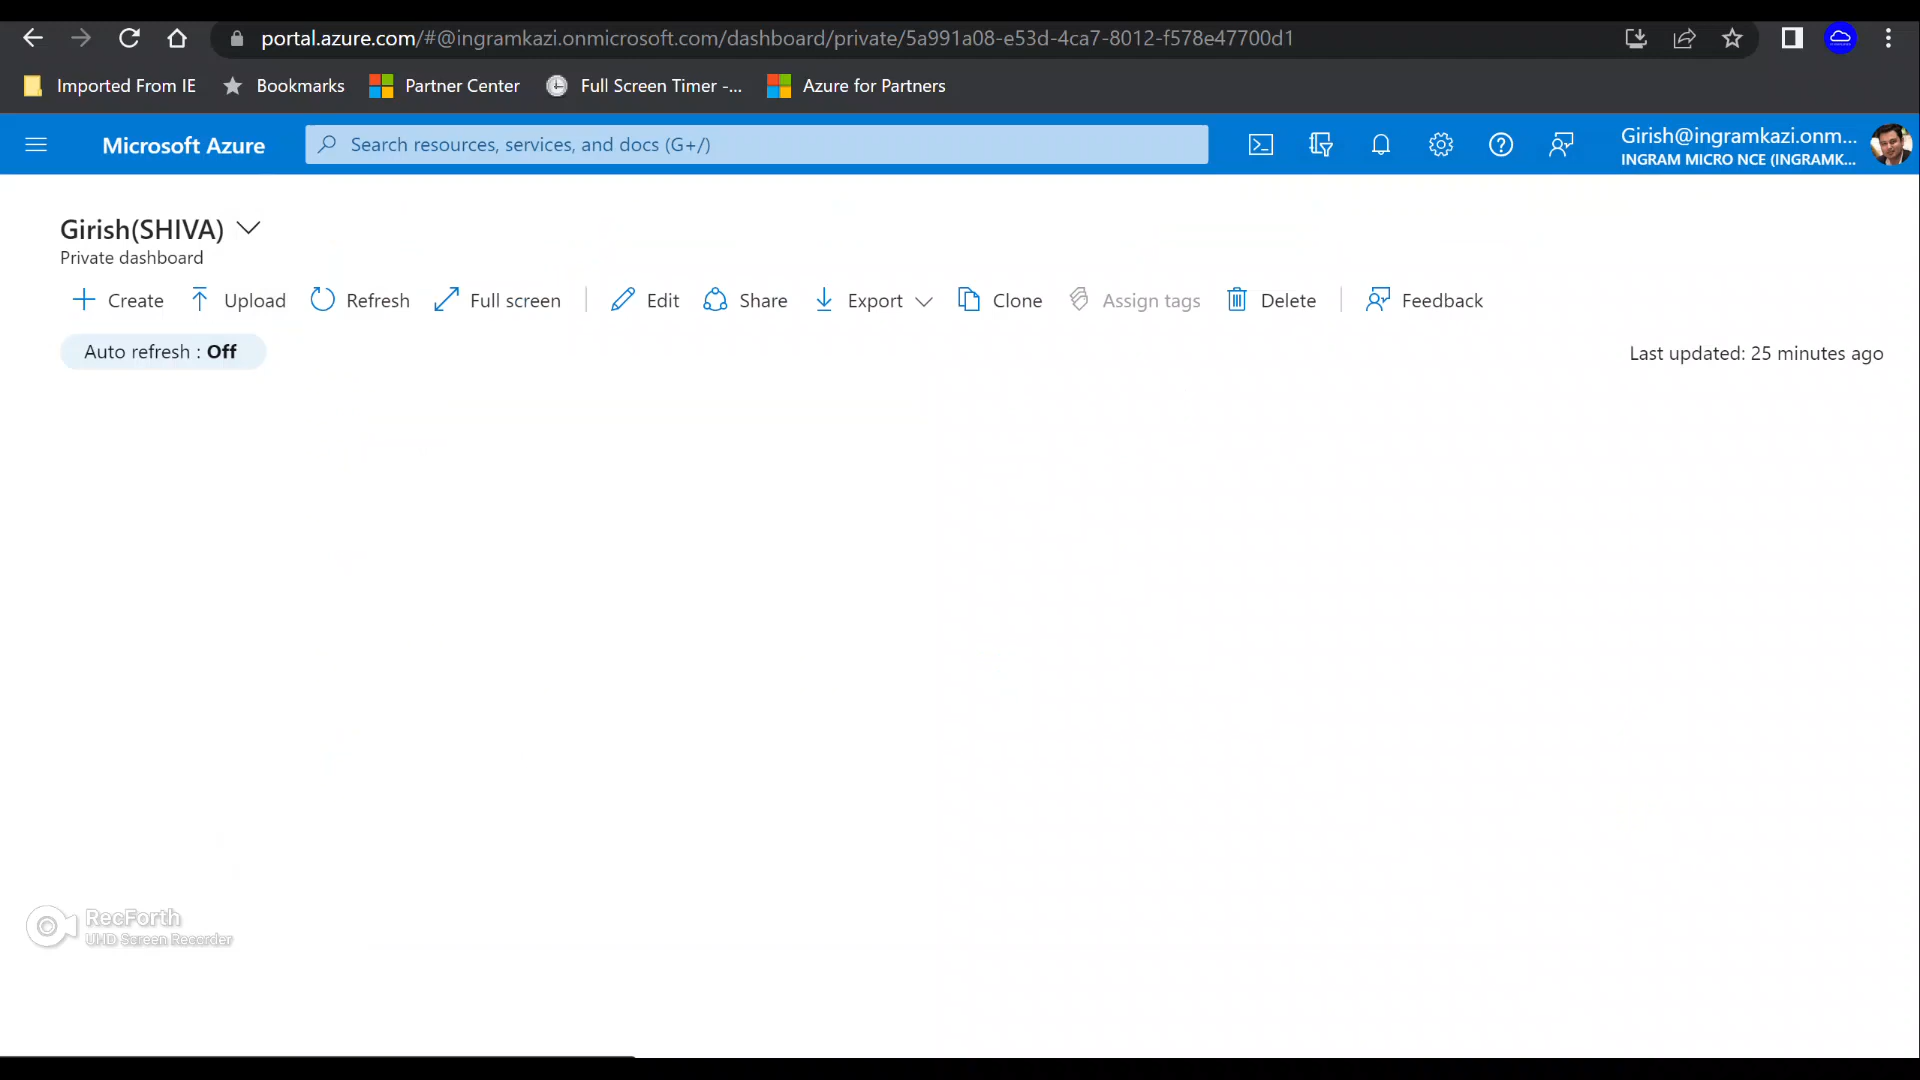 portal.azure.com/#@ingramkazi.onmicrosoft.com/dashboard/private/5a991a08-e53d-4ca7-8012-f578e47700d1
Imported From IE Bookmarks Partner Center Full Screen Timer -... Azure for Partners
Microsoft Azure Search resources, services, and docs (G+/) Girish@ingramkazi.onm...
INGRAM MICRO NCE (INGRAMK...
Girish(SHIVA)
Private dashboard
Create Upload Refresh Full screen Edit Share Export Clone Assign tags Delete Feedback
Auto refresh : Off Last updated: 25 minutes ago
RecForth
UHD Screen Recorder